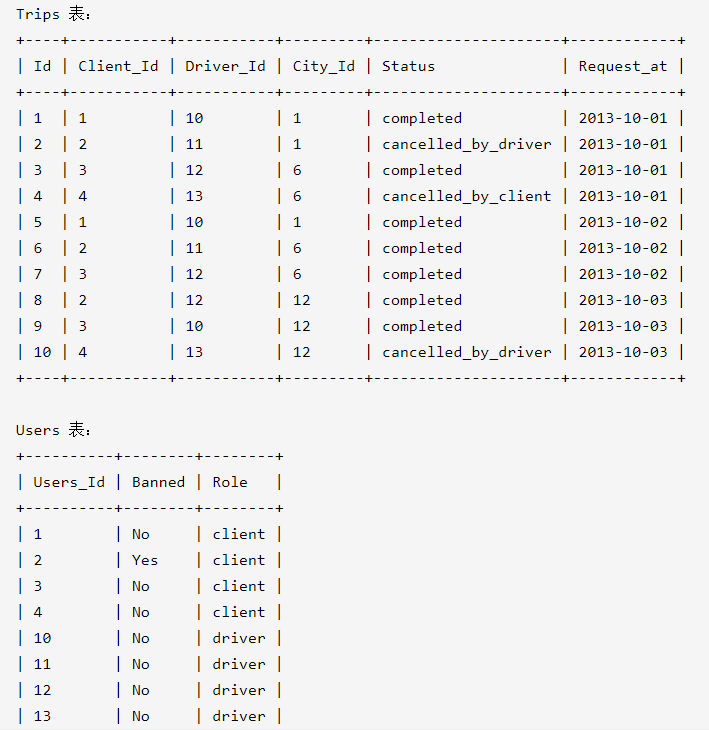 Trips 表：
+----+-----------+-----------+---------+--------------------+------------+
| Id | Client_Id | Driver_Id | City_Id | Status             | Request_at |
+----+-----------+-----------+---------+--------------------+------------+
| 1  | 1         | 10        | 1       | completed          | 2013-10-01 |
| 2  | 2         | 11        | 1       | cancelled_by_driver | 2013-10-01 |
| 3  | 3         | 12        | 6       | completed          | 2013-10-01 |
| 4  | 4         | 13        | 6       | cancelled_by_client | 2013-10-01 |
| 5  | 1         | 10        | 1       | completed          | 2013-10-02 |
| 6  | 2         | 11        | 6       | completed          | 2013-10-02 |
| 7  | 3         | 12        | 6       | completed          | 2013-10-02 |
| 8  | 2         | 12        | 12      | completed          | 2013-10-03 |
| 9  | 3         | 10        | 12      | completed          | 2013-10-03 |
| 10 | 4         | 13        | 12      | cancelled_by_driver | 2013-10-03 |
+----+-----------+-----------+---------+--------------------+------------+
Users 表：
+----------+--------+--------+
| Users_Id | Banned | Role   |
+----------+--------+--------+
| 1        | No     | client |
| 2        | Yes    | client |
| 3        | No     | client |
| 4        | No     | client |
| 10       | No     | driver |
| 11       | No     | driver |
| 12       | No     | driver |
| 13       | No     | driver |